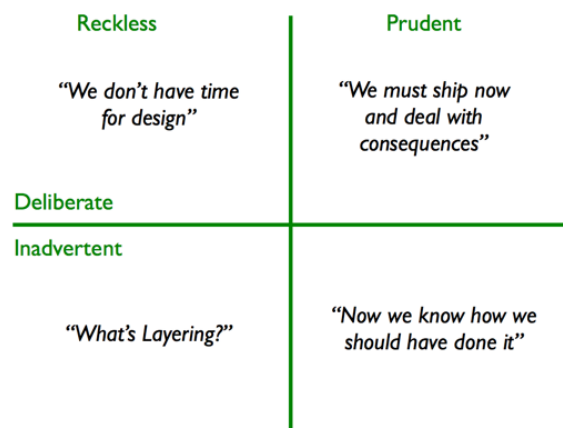 Reckless
Prudent
“We don’t have time
for design”
“We must ship now
and deal with
consequences”
Deliberate
Inadvertent
“What’s Layering?”
“Now we know how we
should have done it”